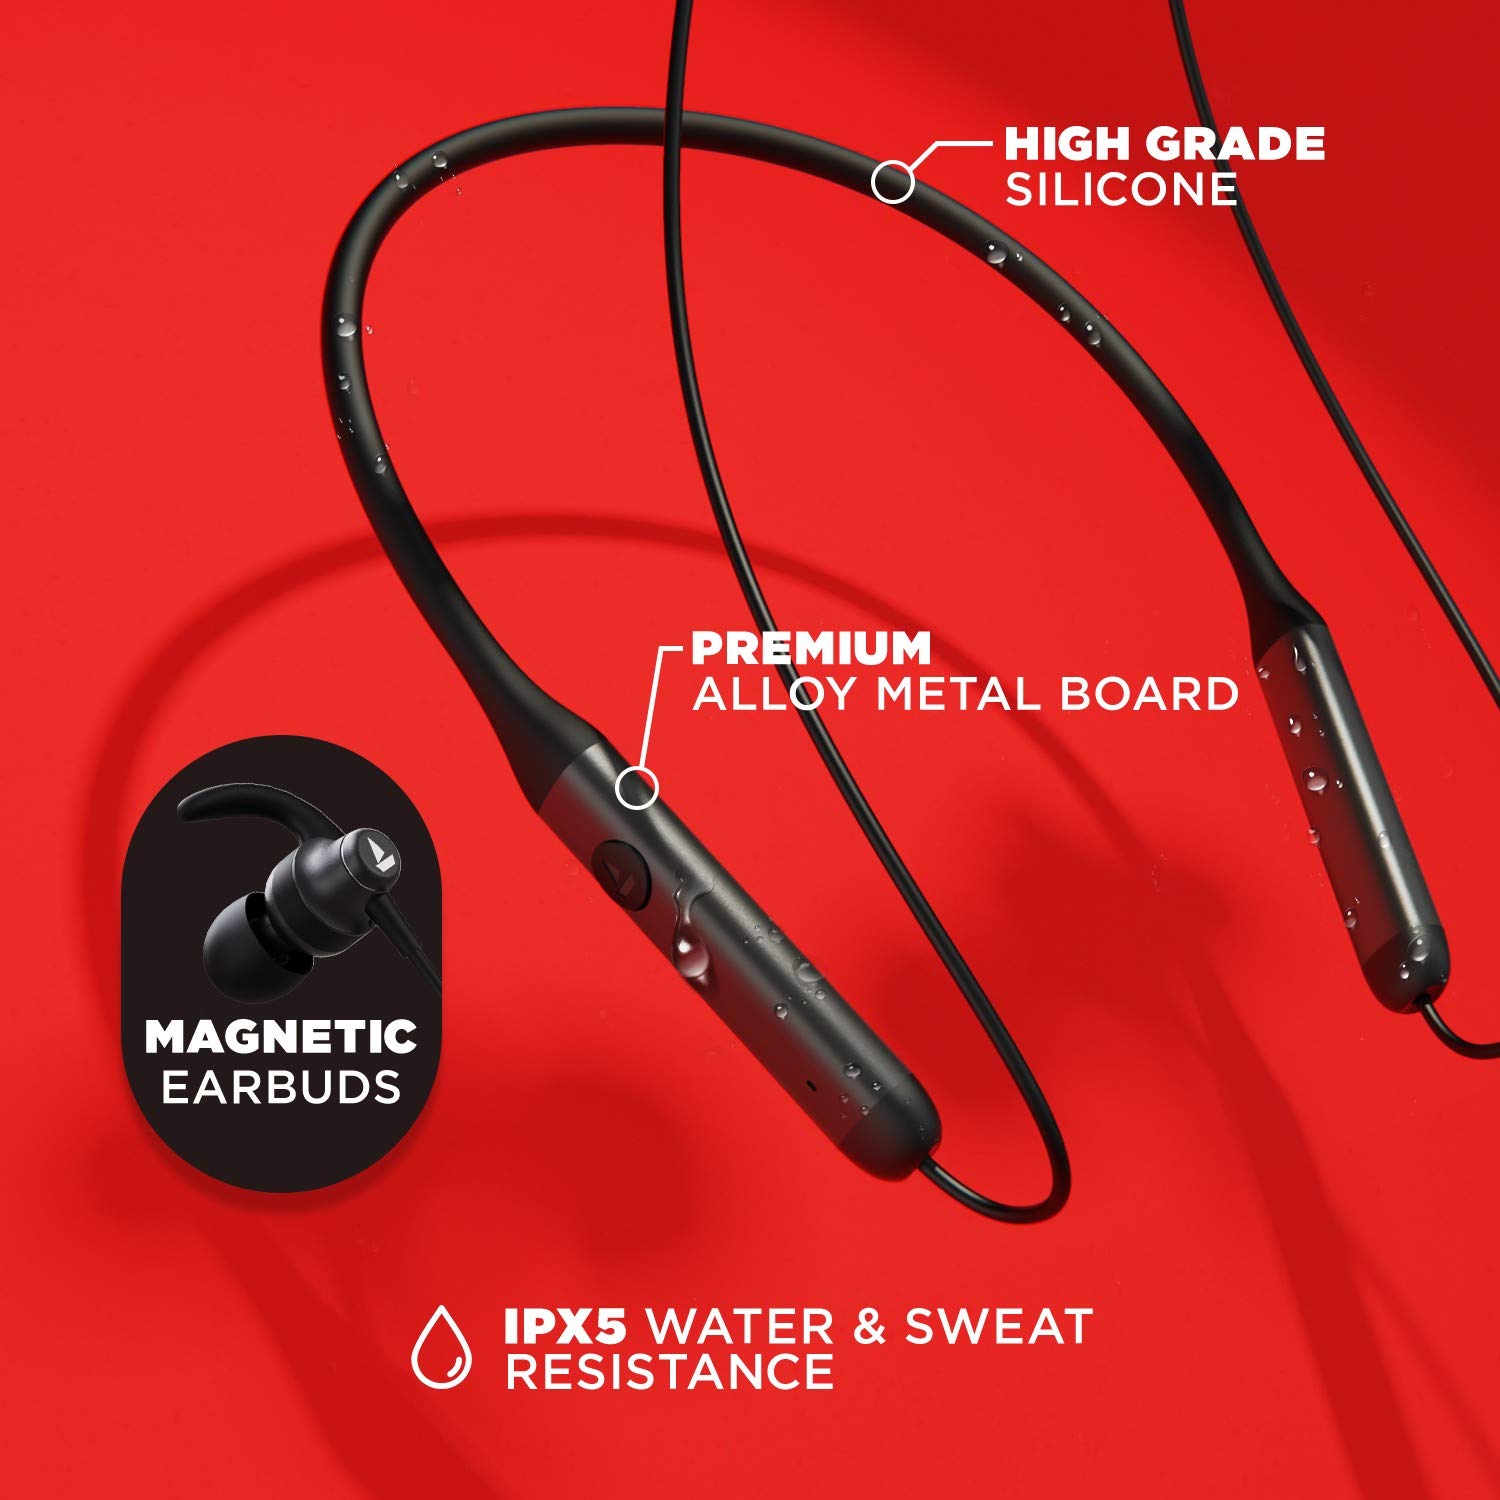 HIGH GRADE
SILICONE
PREMIUM
ALLOY METAL BOARD
MAGNETIC
EARBUDS
IPX5 WATER & SWEAT
RESISTANCE